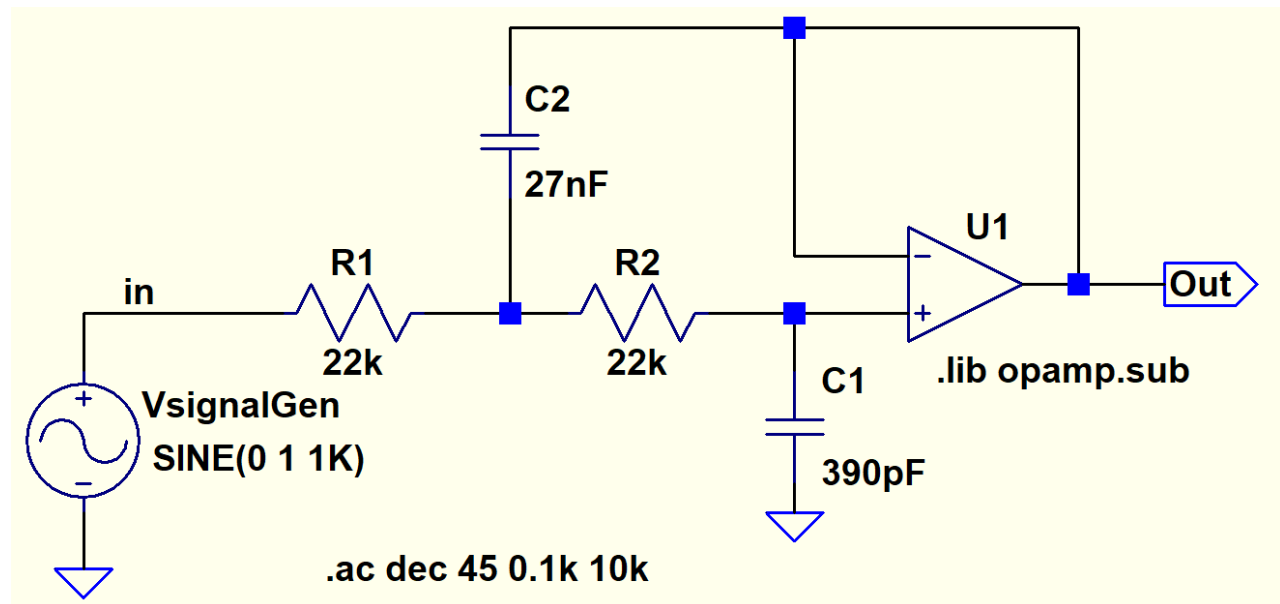 C2
27nF
U1
R1
R2
in
Out
22k
22k
C1
.lib opamp.sub
VsignalGen
SINE(0 1 1K)
390pF
.ac dec 45 0.1k 10k